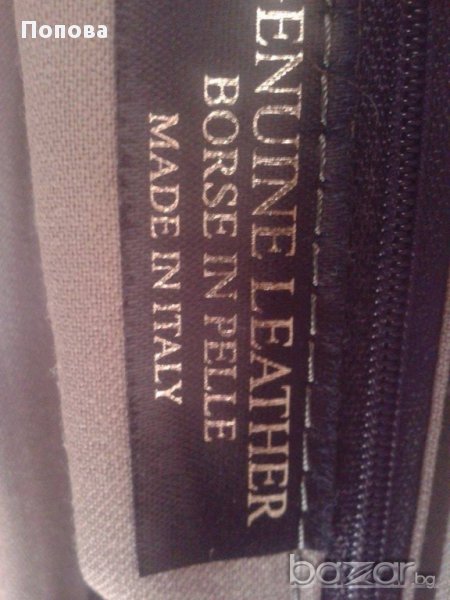 Попова
ENUINE LEATHER
BORSE IN PELLE
MADE IN ITALY
bazar.bg